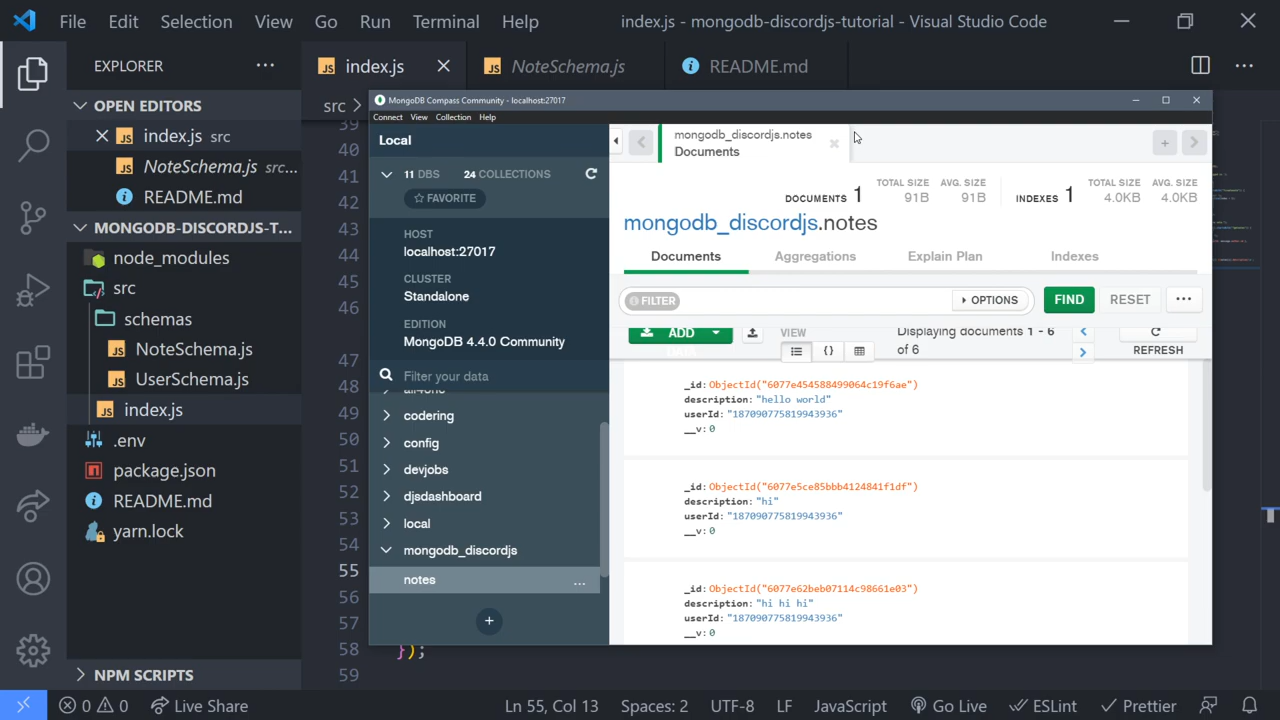 File Edit Selection View Go Run Terminal Help index.js - mongodb-discordjs-tutorial - Visual Studio Code
EXPLORER
OPEN EDITORS
index.js src
NoteSchema.js src...
README.md
MONGODB-DISCORDJS-T...
node_modules
src
schemas
NoteSchema.js
UserSchema.js
index.js
.env
package.json
README.md
yarn.lock
NPM SCRIPTS
index.js NoteSchema.js README.md
src
39
40
41
42
43
44
45
46
47
48
49
50
51
52
53
54
55
56
57
58 });
59
MongoDB Compass Community - localhost:27017
Connect View Collection Help
Local
11 DBS 24 COLLECTIONS
FAVORITE
HOST
localhost:27017
CLUSTER
Standalone
EDITION
MongoDB 4.4.0 Community
Filter your data
codering
config
devjobs
djsdashboard
local
mongodb_discordjs
notes ...
+
mongodb_discordjs.notes
Documents
DOCUMENTS 1 TOTAL SIZE 91B AVG. SIZE 91B INDEXES 1 TOTAL SIZE 4.0KB AVG. SIZE 4.0KB
mongodb_discordjs.notes
Documents Aggregations Explain Plan Indexes
FILTER OPTIONS FIND RESET ...
ADD VIEW {} Displaying documents 1 - 6 of 6 REFRESH
_id: ObjectId("6077e454588499064c19f6ae")
description: "hello world"
userId: "187090775819943936"
__v: 0
_id: ObjectId("6077e5ce85bbb4124841f1df")
description: "hi"
userId: "187090775819943936"
__v: 0
_id: ObjectId("6077e62beb07114c98661e03")
description: "hi hi hi"
userId: "187090775819943936"
__v: 0
0 0 Live Share Ln 55, Col 13 Spaces: 2 UTF-8 LF JavaScript Go Live ESLint Prettier